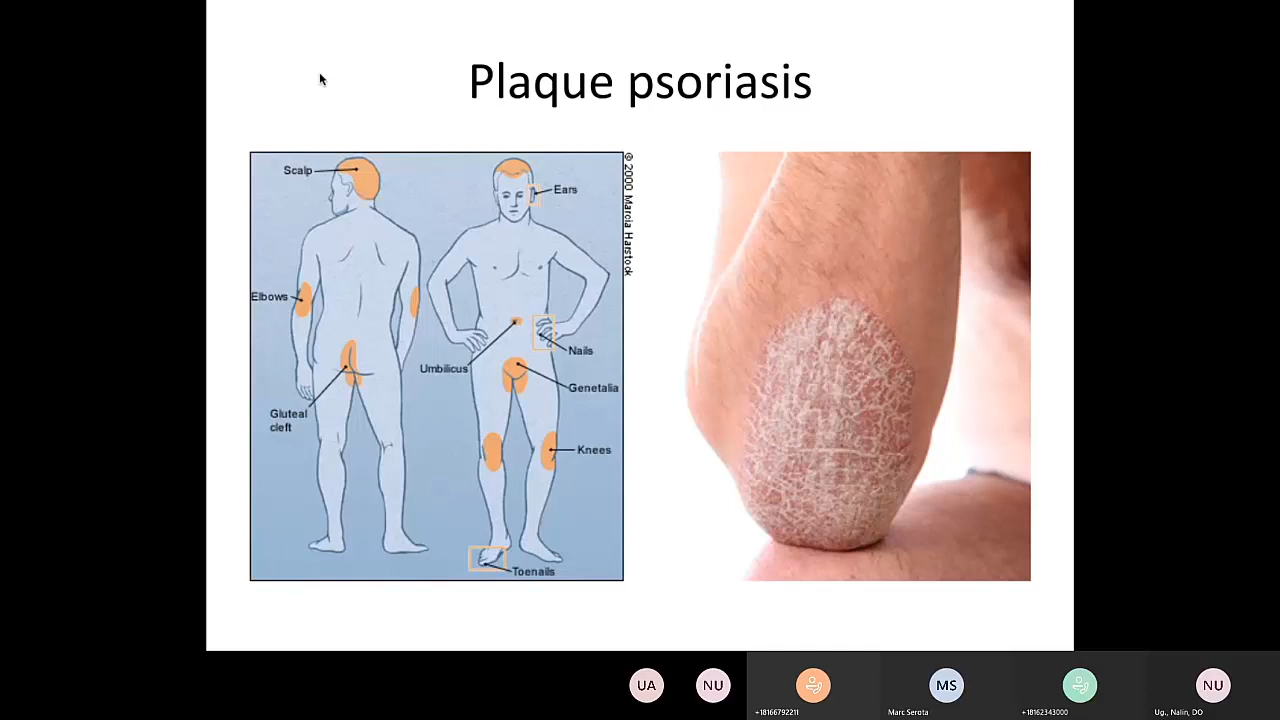 Plaque psoriasis
Scalp
Ears
Elbows
Umbilicus
Nails
Genetalia
Gluteal
cleft
Knees
Toenails
© 2000 Marcia Harstock
UA
NU
MS
NU
+18166792211
Marc Serota
+18162343000
Ug., Nalin, DO